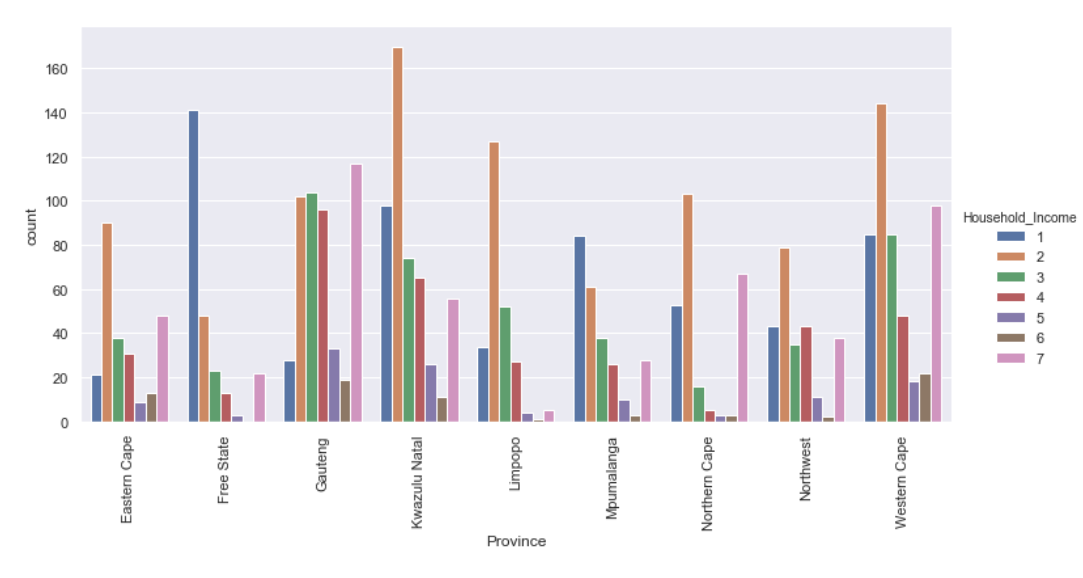 160
140
120
100
80
60
40
20
0
count
Eastern Cape
Free State
Gauteng
Kwazulu Natal
Limpopo
Mpumalanga
Northern Cape
Northwest
Western Cape
Province
Household_Income
1
2
3
4
5
6
7